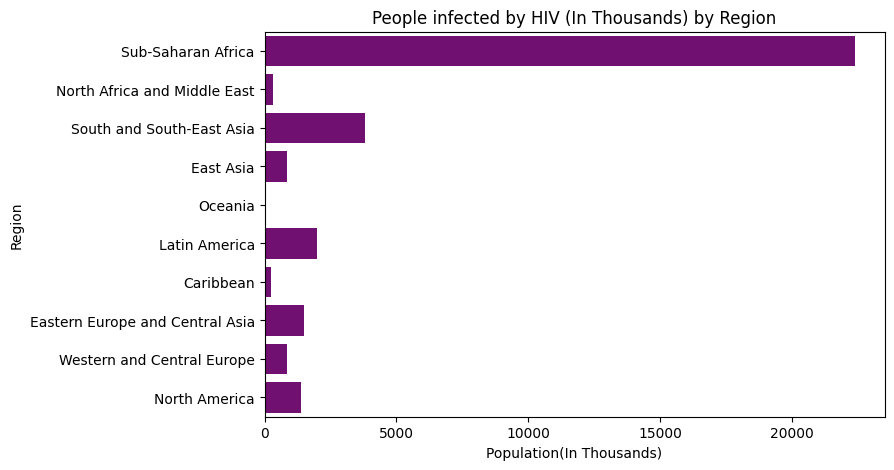 People infected by HIV (In Thousands) by Region
Sub-Saharan Africa
North Africa and Middle East
South and South-East Asia
East Asia
Oceania
Latin America
Caribbean
Eastern Europe and Central Asia
Western and Central Europe
North America
Region
0 5000 10000 15000 20000
Population(In Thousands)